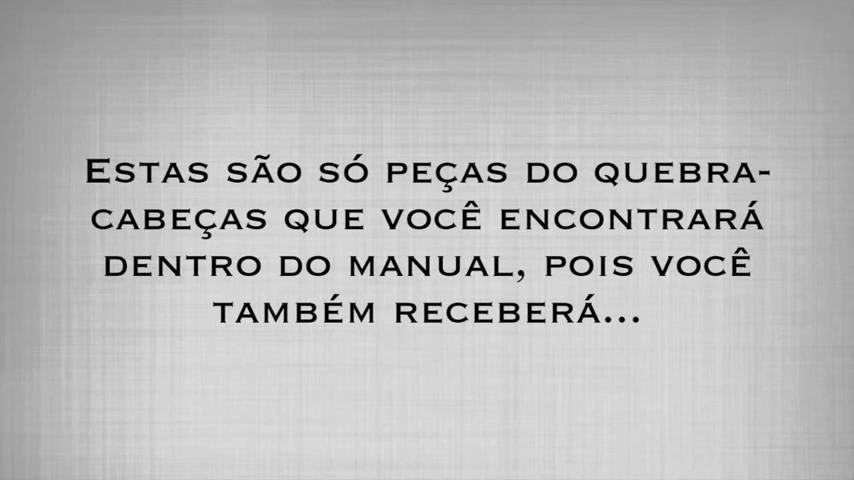 Estas são só peças do quebra-
cabeças que você encontrará
dentro do manual, pois você
também receberá...